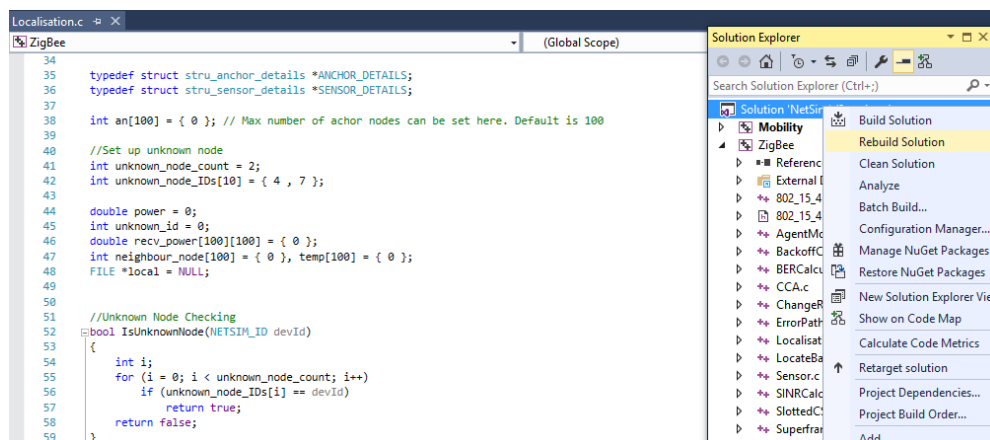 Localisation.c
ZigBee
(Global Scope)
34
35 typedef struct stru_anchor_details *ANCHOR_DETAILS;
36 typedef struct stru_sensor_details *SENSOR_DETAILS;
37
38 int an[100] = { 0 }; // Max number of achor nodes can be set here. Default is 100
39
40 //Set up unknown node
41 int unknown_node_count = 2;
42 int unknown_node_IDs[10] = { 4 , 7 };
43
44 double power = 0;
45 int unknown_id = 0;
46 double recv_power[100][100] = { 0 };
47 int neighbour_node[100] = { 0 }, temp[100] = { 0 };
48 FILE *local = NULL;
49
50
51 //Unknown Node Checking
52 bool IsUnknownNode(NETSIM_ID devId)
53 {
54 int i;
55 for (i = 0; i < unknown_node_count; i++)
56 if (unknown_node_IDs[i] == devId)
57 return true;
58 return false;
59 }
Solution Explorer
Search Solution Explorer (Ctrl+;)
Solution 'NetSim
Mobility
ZigBee
Referenc
External
802_15_4
802_15_4
AgentMo
BackoffC
BERCalcu
CCA.c
ChangeR
ErrorPath
Localisat
LocateBa
Sensor.c
SINRCalc
SlottedCS
Superfran
Build Solution
Rebuild Solution
Clean Solution
Analyze
Batch Build...
Configuration Manager...
Manage NuGet Packages
Restore NuGet Packages
New Solution Explorer Vie
Show on Code Map
Calculate Code Metrics
Retarget solution
Project Dependencies...
Project Build Order...
Add